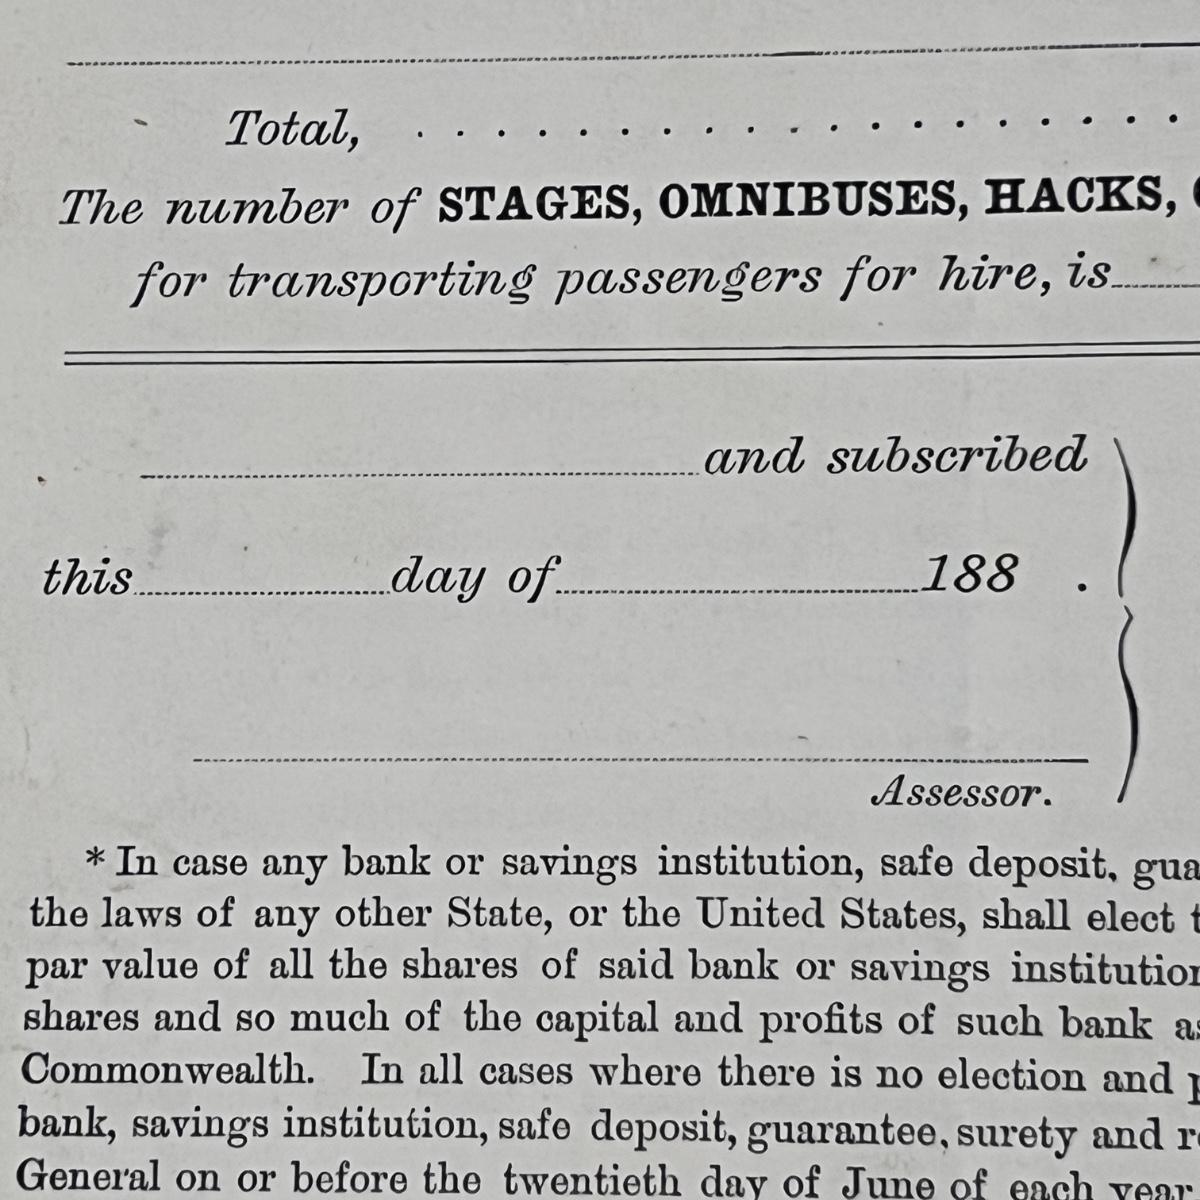 Total, . . . . . . . . . . . . . . . . . . .
The number of STAGES, OMNIBUSES, HACKS,
for transporting passengers for hire, is
and subscribed
this day of 188 .
Assessor.
* In case any bank or savings institution, safe deposit,
the laws of any other State, or the United States, shall elect
par value of all the shares of said bank or savings
shares and so much of the capital and profits of such bank
Commonwealth. In all cases where there is no election and
bank, savings institution, safe deposit, guarantee, surety and
General on or before the twentieth day of June of each year